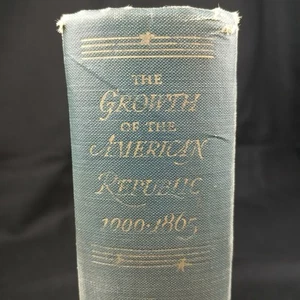 THE
GROWTH
OF THE
AMERICAN
REPUBLIC
1000·1865